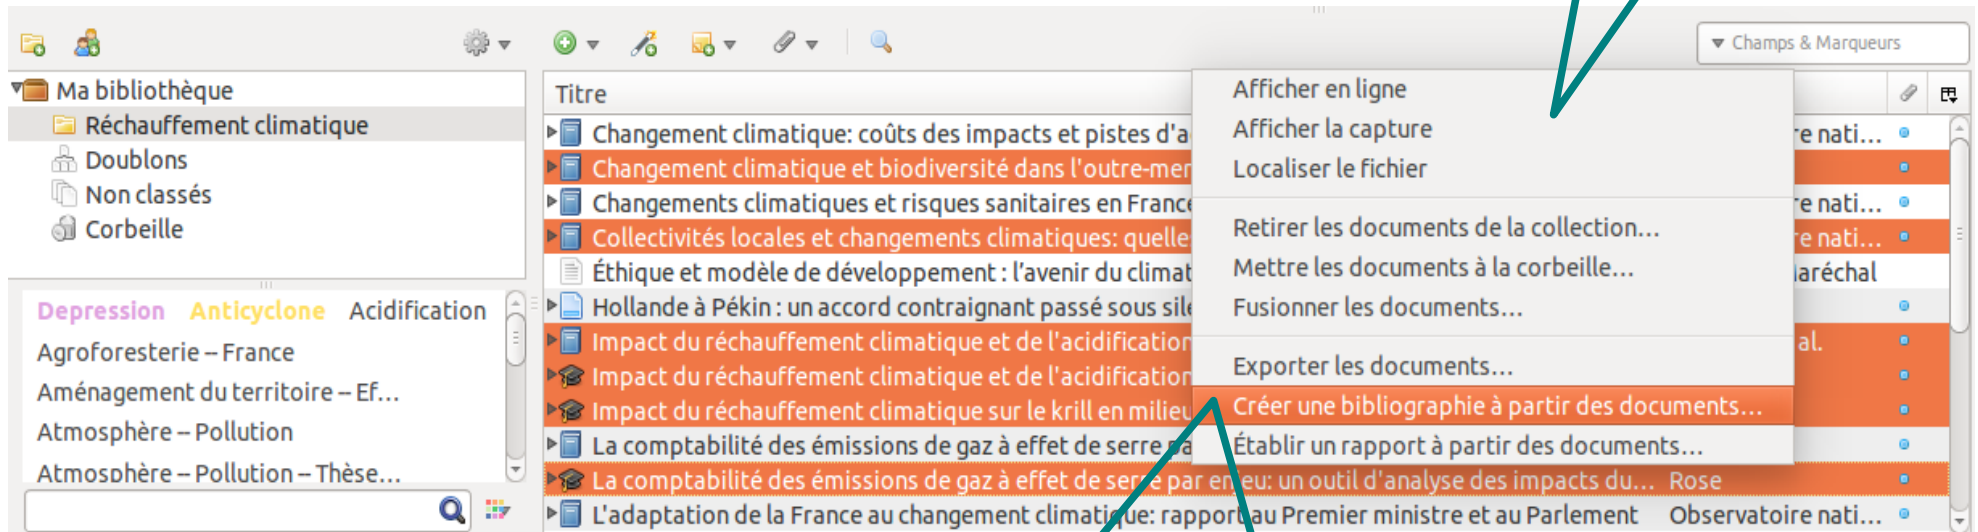 Champs & Marqueurs
Ma bibliothèque
Réchauffement climatique
Doublons
Non classés
Corbeille
Depression Anticyclone Acidification
Agroforesterie -- France
Aménagement du territoire -- Ef...
Atmosphère -- Pollution
Atmosphère -- Pollution -- Thèse...
Titre
Changement climatique: coûts des impacts et pistes d'a re nati...
Changement climatique et biodiversité dans l'outre-mer
Changements climatiques et risques sanitaires en France re nati...
Collectivités locales et changements climatiques: quelle re nati...
Éthique et modèle de développement : l'avenir du climat aréchal
Hollande à Pékin : un accord contraignant passé sous sile
Impact du réchauffement climatique et de l'acidification al.
Impact du réchauffement climatique et de l'acidification
Impact du réchauffement climatique sur le krill en milieu
La comptabilité des émissions de gaz à effet de serre pa
La comptabilité des émissions de gaz à effet de serre par enjeu: un outil d'analyse des impacts du... Rose
L'adaptation de la France au changement climatique: rapport au Premier ministre et au Parlement Observatoire nati...
Afficher en ligne
Afficher la capture
Localiser le fichier
Retirer les documents de la collection...
Mettre les documents à la corbeille...
Fusionner les documents...
Exporter les documents...
Créer une bibliographie à partir des documents...
Établir un rapport à partir des documents...